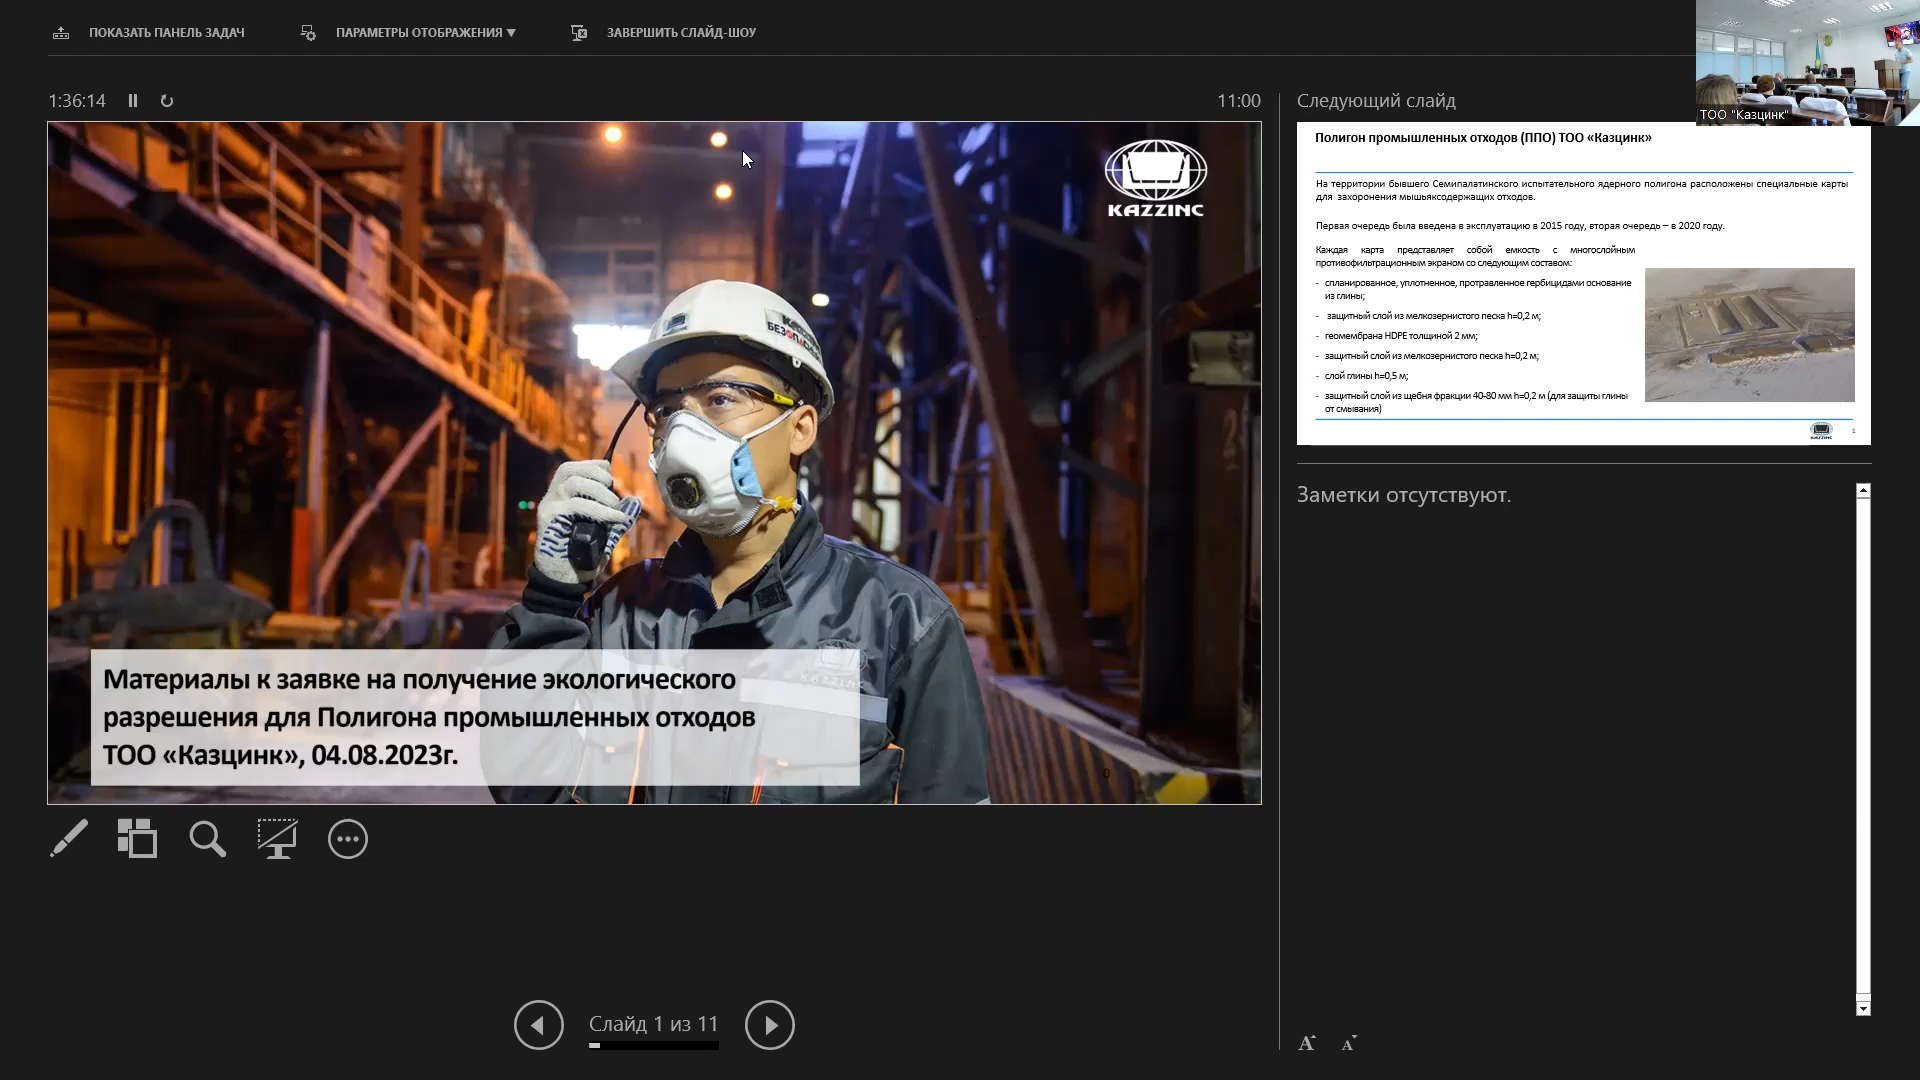 ПОКАЗАТЬ ПАНЕЛЬ ЗАДАЧ
ПАРАМЕТРЫ ОТОБРАЖЕНИЯ ▼
ЗАВЕРШИТЬ СЛАЙД-ШОУ
ТОО "Казцинк"
1:36:14
11:00
Следующий слайд
KAZZINC
БЕЗОПАСН
Материалы к заявке на получение экологического
разрешения для Полигона промышленных отходов
ТОО «Казцинк», 04.08.2023г.
0
Полигон промышленных отходов (ППО) ТОО «Казцинк»
На территории бывшего Семипалатинского испытательного ядерного полигона расположены специальные карты
для захоронения мышьяксодержащих отходов.
Первая очередь была введена в эксплуатацию в 2015 году, вторая очередь – в 2020 году.
Каждая карта представляет собой емкость с многослойным
противофильтрационным экраном со следующим составом:
- спланированное, уплотненное, протравленное гербицидами основание
из глины;
- защитный слой из мелкозернистого песка h=0,2 м;
- геомембрана HDPE толщиной 2 мм;
- защитный слой из мелкозернистого песка h=0,2 м;
- слой глины h=0,5 м;
- защитный слой из щебня фракции 40-80 мм h=0,2 м (для защиты глины
от смывания)
KAZZINC
1
Заметки отсутствуют.
Слайд 1 из 11
A A